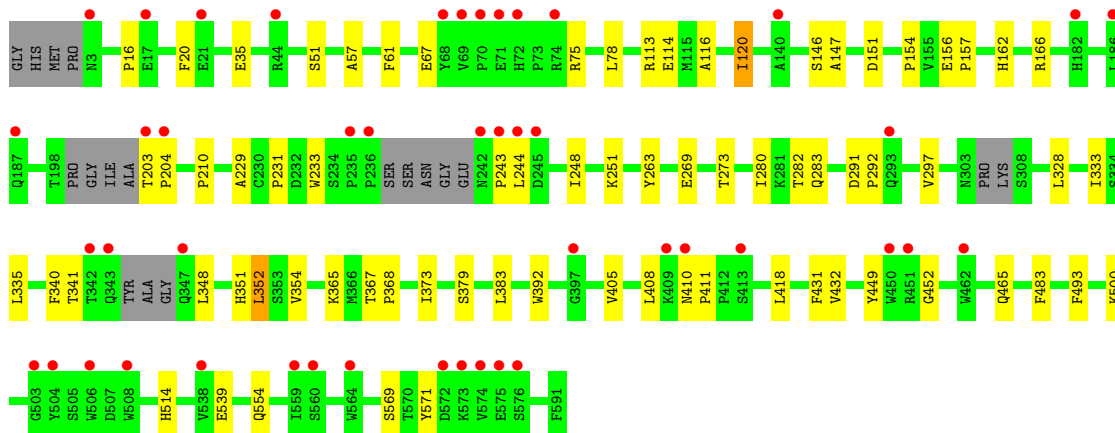 GLY HIS MET PRO N3 P16 E17 F20 E21 E35 R44 S51 A57 F61 E67 Y68 V69 P70 E71 H72 P73 R74 R75 L78 R113 E114 M115 A116 I120 A140 S146 A147 D151 P154 V155 E156 P157 H162 R166 H182 L186
Q187 T198 PRO GLY ILE ALA T203 P204 P210 A229 C230 P231 D232 W233 S234 P235 P236 SER SER ASN GLY GLU N242 P243 L244 D245 I248 K251 Y263 E269 T273 I280 K281 T282 Q283 D291 P292 Q293 V297 N303 PRO LYS S308 L328 I333 S334
L335 F340 T341 T342 Q343 TYR ALA GLY Q347 L348 H351 L352 S353 V354 K365 M366 T367 P368 I373 S379 L383 W392 G397 V405 L408 K409 N410 P411 P412 S413 L418 F431 V432 Y449 W450 R451 G452 W462 Q465 F483 F493 K500
G503 Y504 S505 W506 D507 W508 H514 V538 E539 Q554 I559 S560 W564 S569 T570 Y571 D572 K573 V574 E575 S576 F591